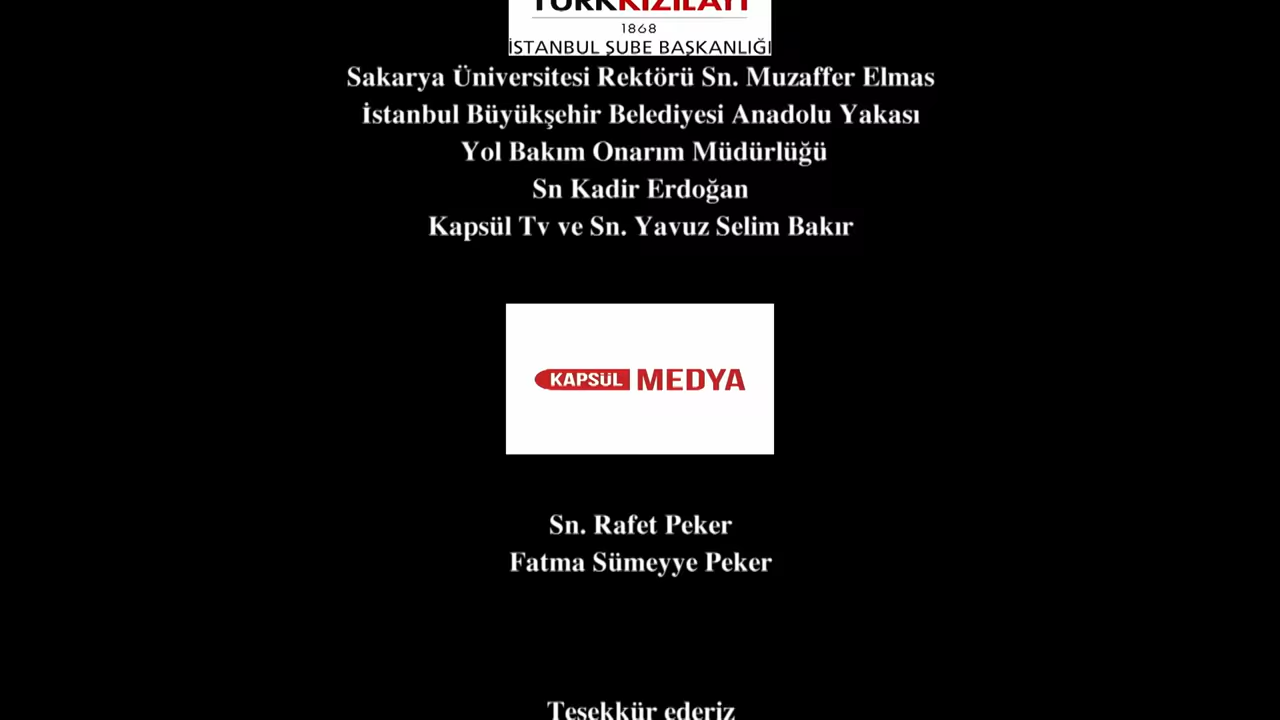 TÜRKKIZILAYI
1868
İSTANBUL ŞUBE BAŞKANLIĞI
Sakarya Üniversitesi Rektörü Sn. Muzaffer Elmas
İstanbul Büyükşehir Belediyesi Anadolu Yakası
Yol Bakım Onarım Müdürlüğü
Sn Kadir Erdoğan
Kapsül Tv ve Sn. Yavuz Selim Bakır
KAPSÜL MEDYA
Sn. Rafet Peker
Fatma Sümeyye Peker
Teşekkür ederiz